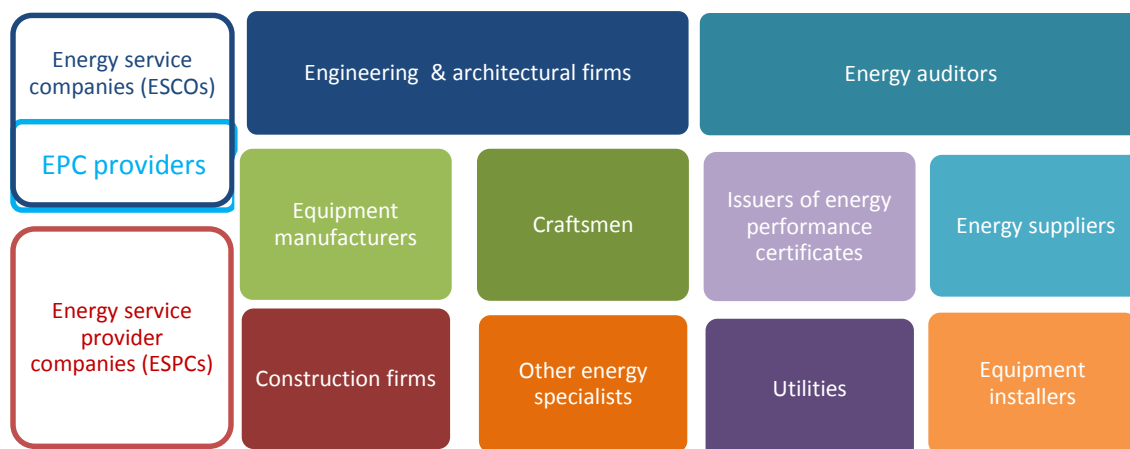 Energy service
companies (ESCOs)
EPC providers
Energy service
provider
companies (ESPCs)
Engineering & architectural firms
Energy auditors
Equipment
manufacturers
Craftsmen
Issuers of energy
performance
certificates
Energy suppliers
Construction firms
Other energy
specialists
Utilities
Equipment
installers